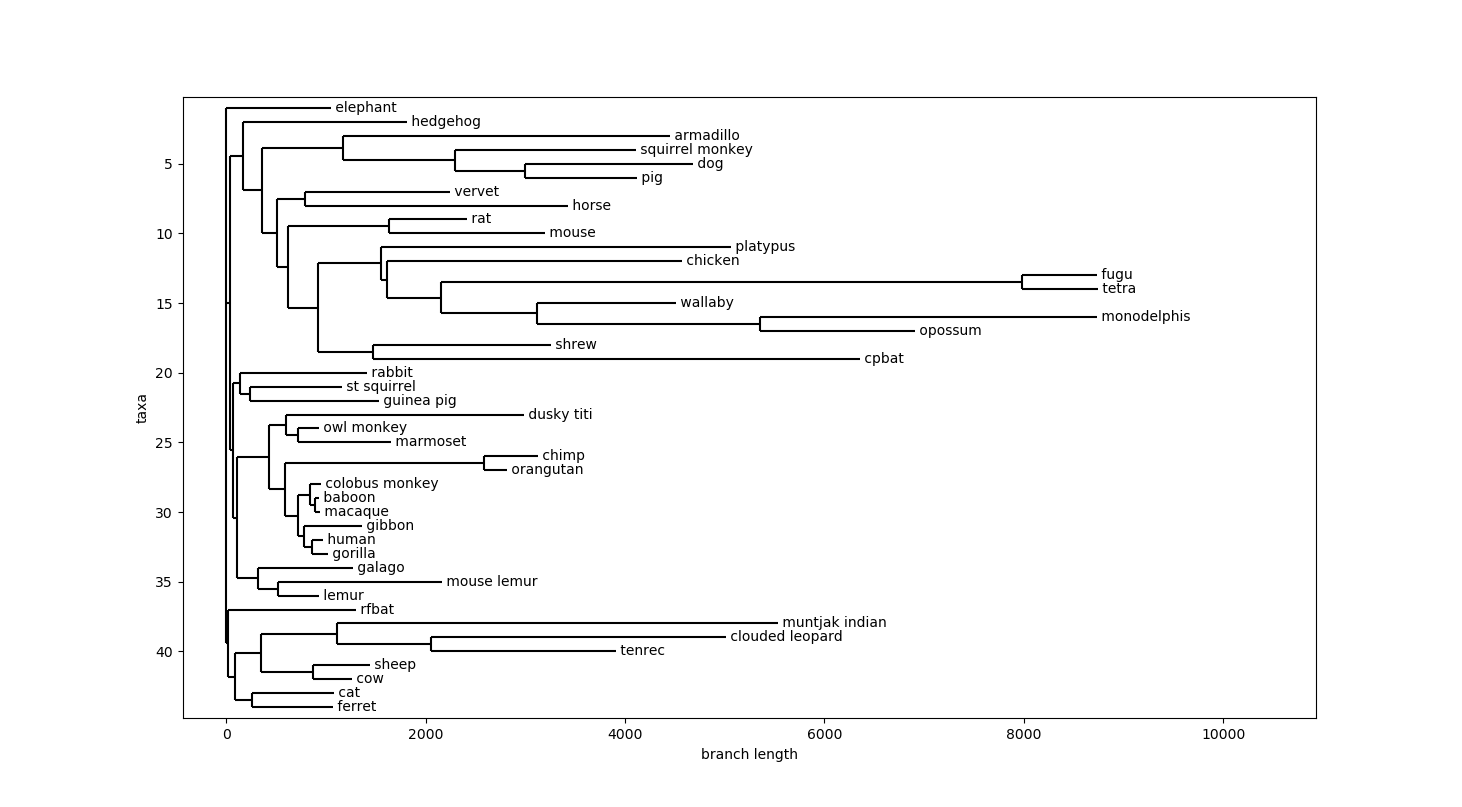 elephant
hedgehog
armadillo
squirrel monkey
5
dog
pig
vervet
horse
rat
10
mouse
platypus
chicken
fugu
tetra
15
wallaby
monodelphis
opossum
shrew
cpbat
20
rabbit
st squirrel
guinea pig
taxa
dusky titi
owl monkey
25
marmoset
chimp
orangutan
colobus monkey
baboon
30
macaque
gibbon
human
gorilla
galago
35
mouse lemur
lemur
rfbat
muntjak indian
clouded leopard
40
tenrec
sheep
cow
cat
ferret
0 2000 4000 6000 8000 10000
branch length